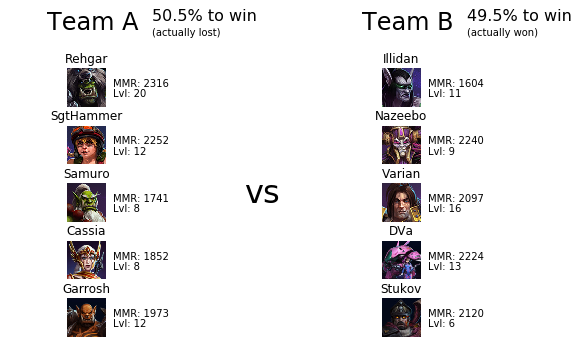 Team A
50.5% to win
(actually lost)
Rehgar
MMR: 2316
Lvl: 20
SgtHammer
MMR: 2252
Lvl: 12
Samuro
MMR: 1741
Lvl: 8
Cassia
MMR: 1852
Lvl: 8
Garrosh
MMR: 1973
Lvl: 12
vs
Team B
49.5% to win
(actually won)
Illidan
MMR: 1604
Lvl: 11
Nazeebo
MMR: 2240
Lvl: 9
Varian
MMR: 2097
Lvl: 16
DVa
MMR: 2224
Lvl: 13
Stukov
MMR: 2120
Lvl: 6